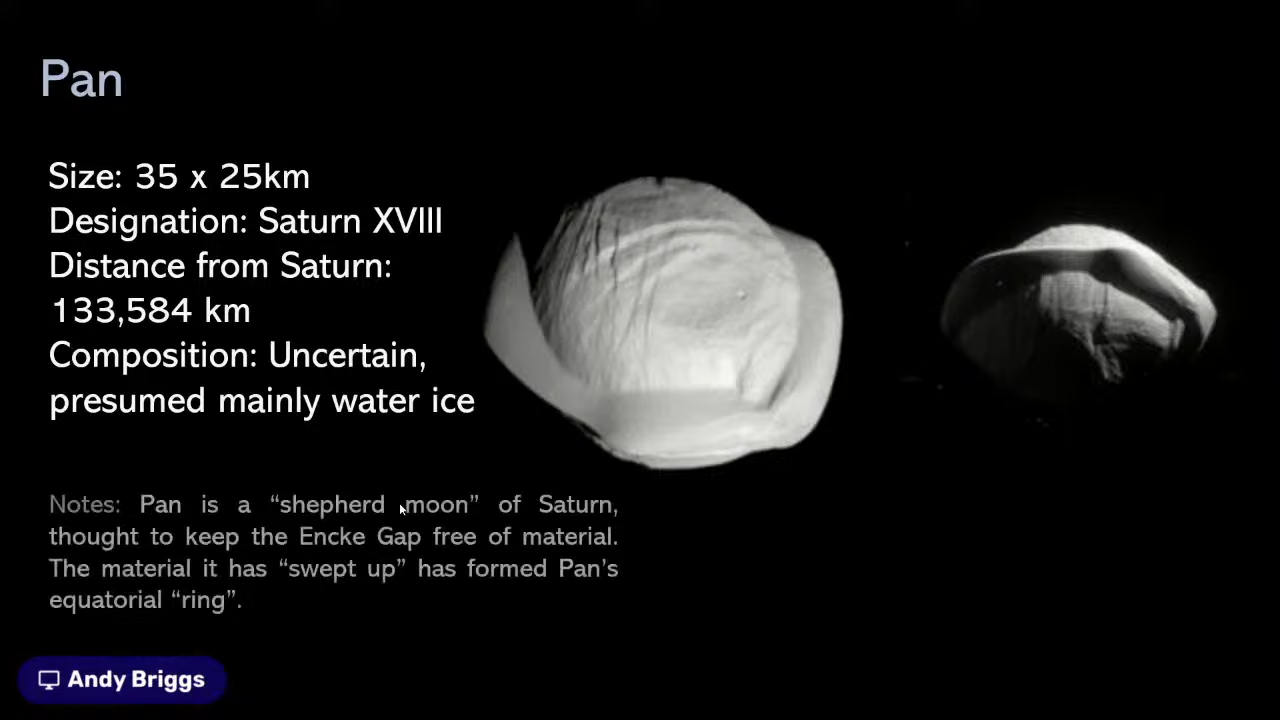 Pan
Size: 35 x 25km
Designation: Saturn XVIII
Distance from Saturn:
133,584 km
Composition: Uncertain,
presumed mainly water ice
Notes: Pan is a “shepherd moon” of Saturn,
thought to keep the Encke Gap free of material.
The material it has “swept up” has formed Pan’s
equatorial “ring”.
Andy Briggs